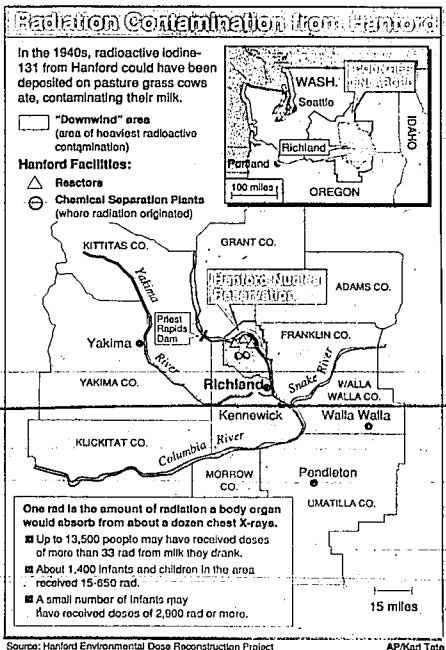 Radiation Contamination from Hanford
In the 1940s, radioactive iodine-
131 from Hanford could have been
deposited on pasture grass cows
ate, contaminating their milk.
"Downwind" area
(area of heaviest radioactive
contamination)
Hanford Facilities:
Reactors
Chemical Separation Plants
(where radiation originated)
WASH.
Seattle
COUNTIES
Richland
Portland
IDAHO
100 miles
OREGON
KITTITAS CO.
GRANT CO.
ADAMS CO.
Hanford Nuclear
Reservation
Yakima
River
Priest
Rapids
Dam
Yakima
FRANKLIN CO.
YAKIMA CO.
Richland
Snake River
WALLA
WALLA CO.
Kennewick
Walla Walla
KLICKITAT CO.
Columbia River
MORROW
CO.
Pendleton
UMATILLA CO.
One rad is the amount of radiation a body organ
would absorb from about a dozen chest X-rays.
Up to 13,500 people may have received doses
of more than 33 rad from milk they drank.
About 1,400 infants and children in the area
received 15-650 rad.
A small number of infants may
have received doses of 2,900 rad or more.
15 miles
Source: Hanford Environmental Dose Reconstruction Project
AP/Karl Tate